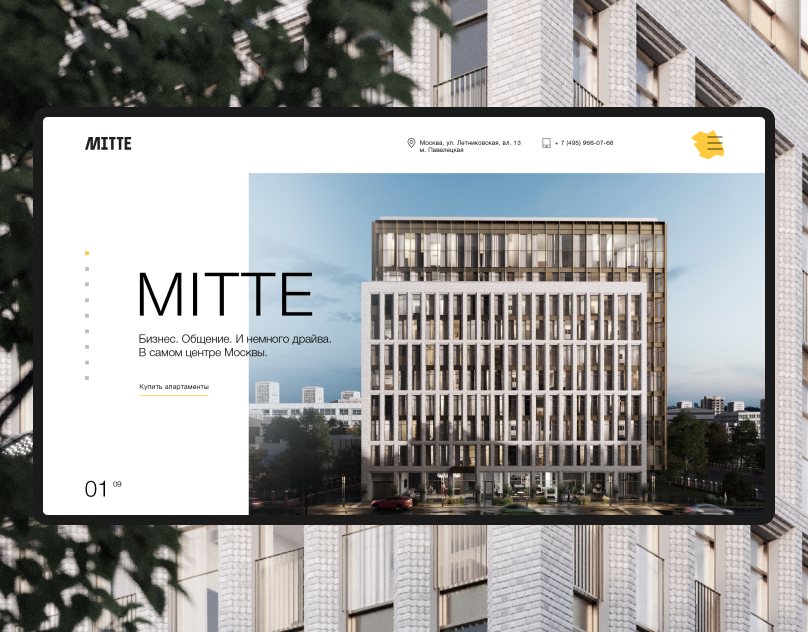 MITTE
Москва, ул. Летниковская, вл. 13
м. Павелецкая
+ 7 (495) 966-07-66
MITTE
Бизнес. Общение. И немного драйва.
В самом центре Москвы.
Купить апартаменты
01 09